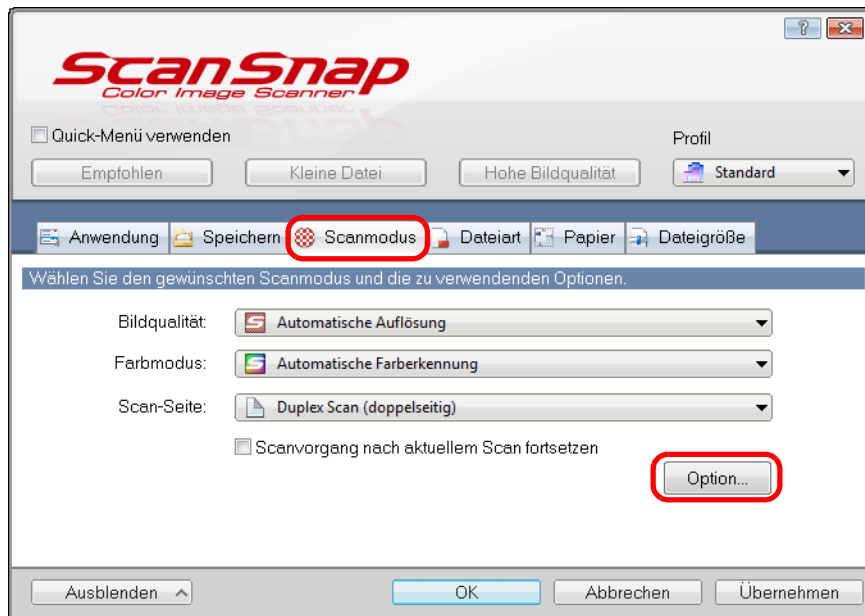 ScanSnap
Color Image Scanner
Quick-Menü verwenden
Profil
Empfohlen
Kleine Datei
Hohe Bildqualität
Standard
Anwendung
Speichern
Scanmodus
Dateiart
Papier
Dateigröße
Wählen Sie den gewünschten Scanmodus und die zu verwendenden Optionen.
Bildqualität:
Automatische Auflösung
Farbmodus:
Automatische Farberkennung
Scan-Seite:
Duplex Scan (doppelseitig)
Scanvorgang nach aktuellem Scan fortsetzen
Option...
Ausblenden
OK
Abbrechen
Übernehmen